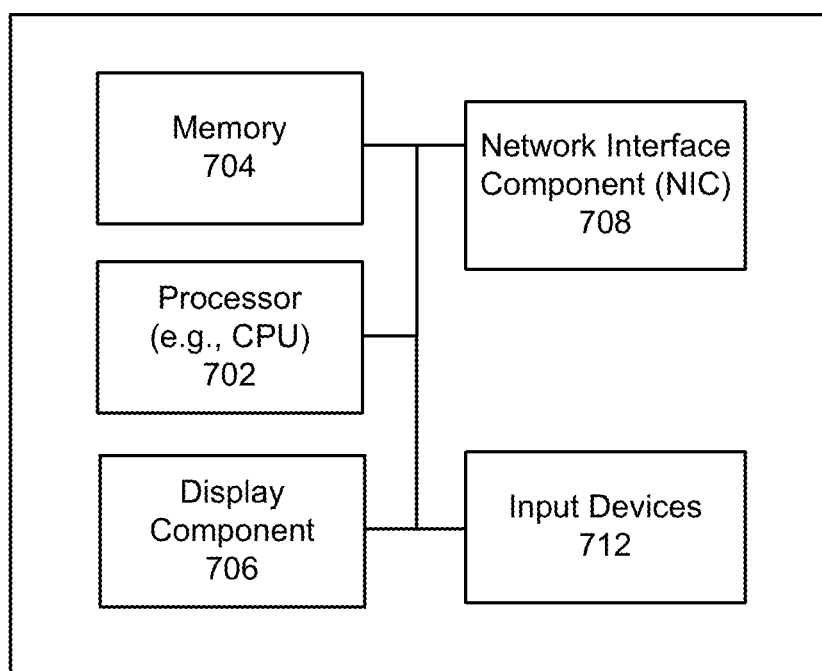 Memory
704
Network Interface
Component (NIC)
708
Processor
(e.g., CPU)
702
Display
Component
706
Input Devices
712